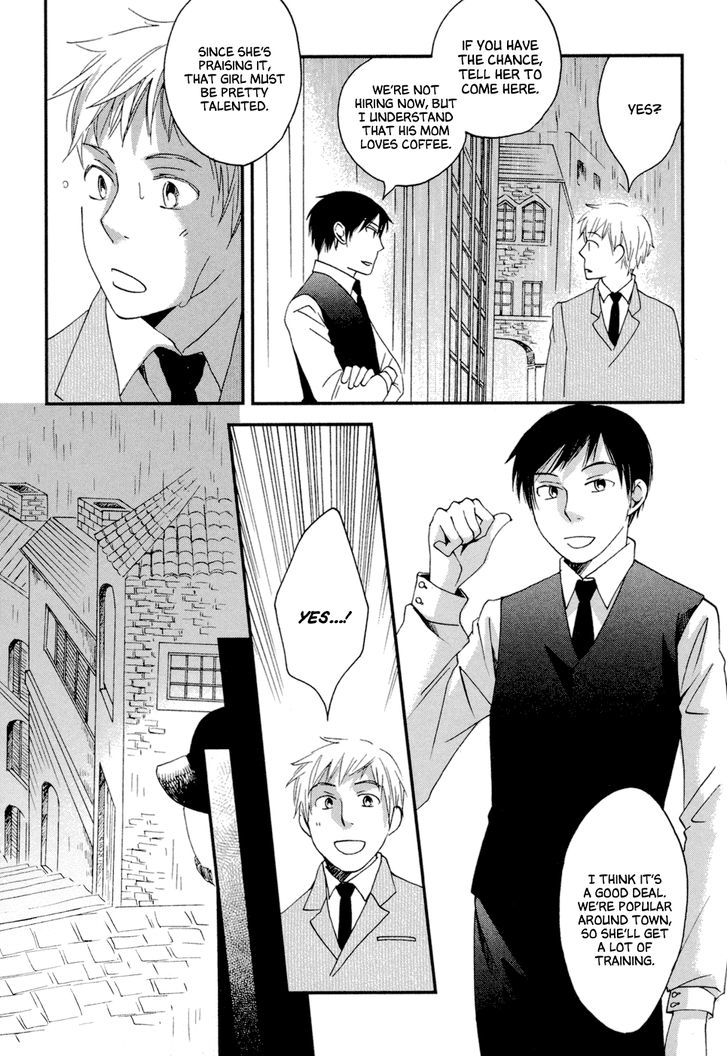 YES?
IF YOU HAVE
THE CHANCE,
TELL HER TO
COME HERE.
WE'RE NOT
HIRING NOW, BUT
I UNDERSTAND
THAT HIS MOM
LOVES COFFEE.
SINCE SHE'S
PRAISING IT,
THAT GIRL MUST
BE PRETTY
TALENTED.
I THINK IT'S
A GOOD DEAL.
WE'RE POPULAR
AROUND TOWN,
SO SHE'LL GET
A LOT OF
TRAINING.
YES...!